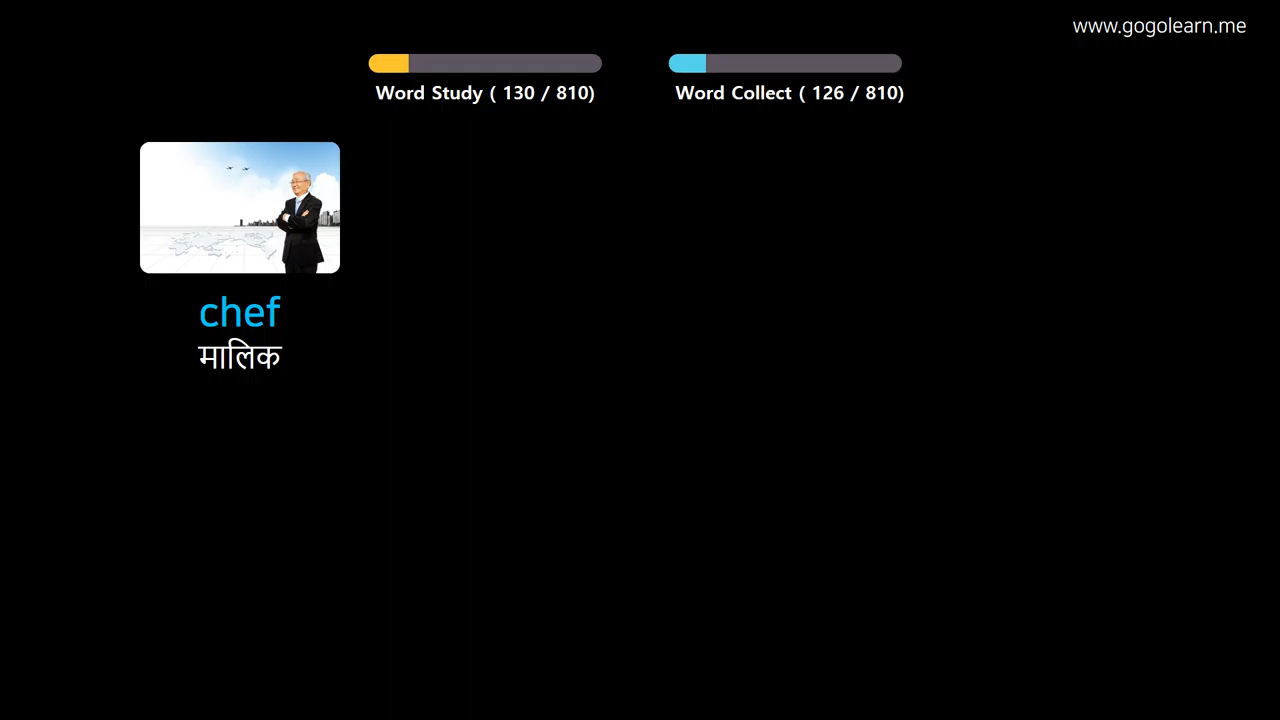 www.gogolearn.me
Word Study ( 130 / 810)
Word Collect ( 126 / 810)
chef
मालिक